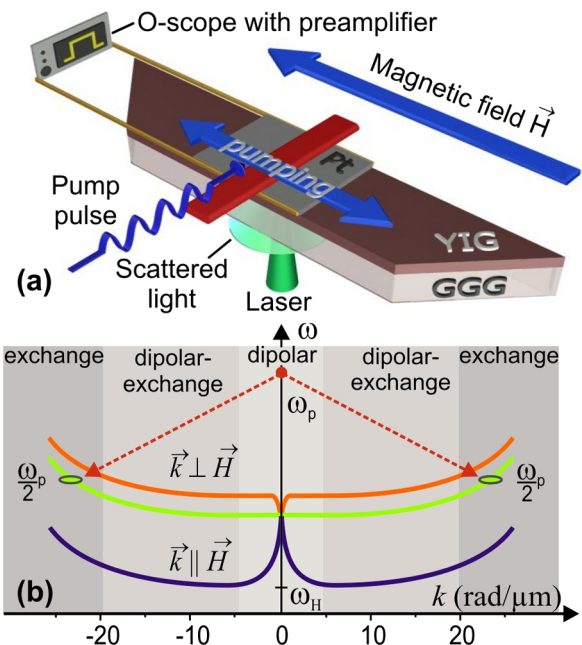 O-scope with preamplifier
Magnetic field H⃗
pumping
Pt
Pump
pulse
YIG
(a)
Scattered
light
GGG
Laser
ω
exchange
dipolar-
exchange
dipolar
dipolar-
exchange
exchange
ωp
k⃗ ⊥ H⃗
ωp/2
ωp/2
k⃗ ∥ H⃗
(b)
ωH
k (rad/µm)
-20 -10 0 10 20